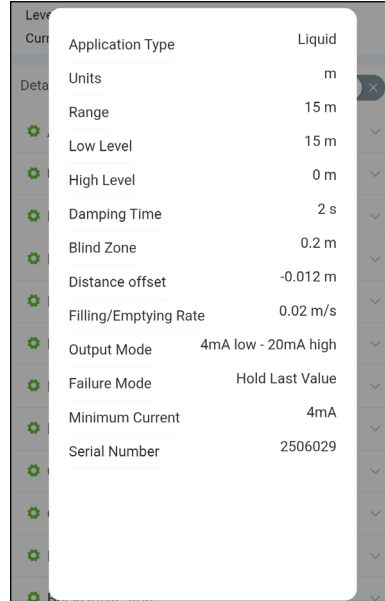 Application Type Liquid
Units m
Range 15 m
Low Level 15 m
High Level 0 m
Damping Time 2 s
Blind Zone 0.2 m
Distance offset -0.012 m
Filling/Emptying Rate 0.02 m/s
Output Mode 4mA low - 20mA high
Failure Mode Hold Last Value
Minimum Current 4mA
Serial Number 2506029